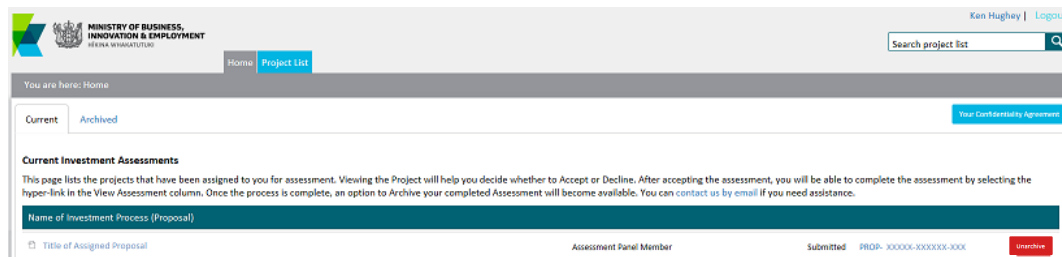 Ken Hughey | Logou
MINISTRY OF BUSINESS,
INNOVATION & EMPLOYMENT
HĪKINA WHAKATUTUKI
Search project list
Home Project List
You are here: Home
Current Archived
Your Confidentiality Agreement
Current Investment Assessments
This page lists the projects that have been assigned to you for assessment. Viewing the Project will help you decide whether to Accept or Decline. After accepting the assessment, you will be able to complete the assessment by selecting the
hyper-link in the View Assessment column. Once the process is complete, an option to Archive your completed Assessment will become available. You can contact us by email if you need assistance.
Name of Investment Process (Proposal)
Title of Assigned Proposal Assessment Panel Member Submitted PROP- XXXXX-XXXXXX-XXX Unarchive